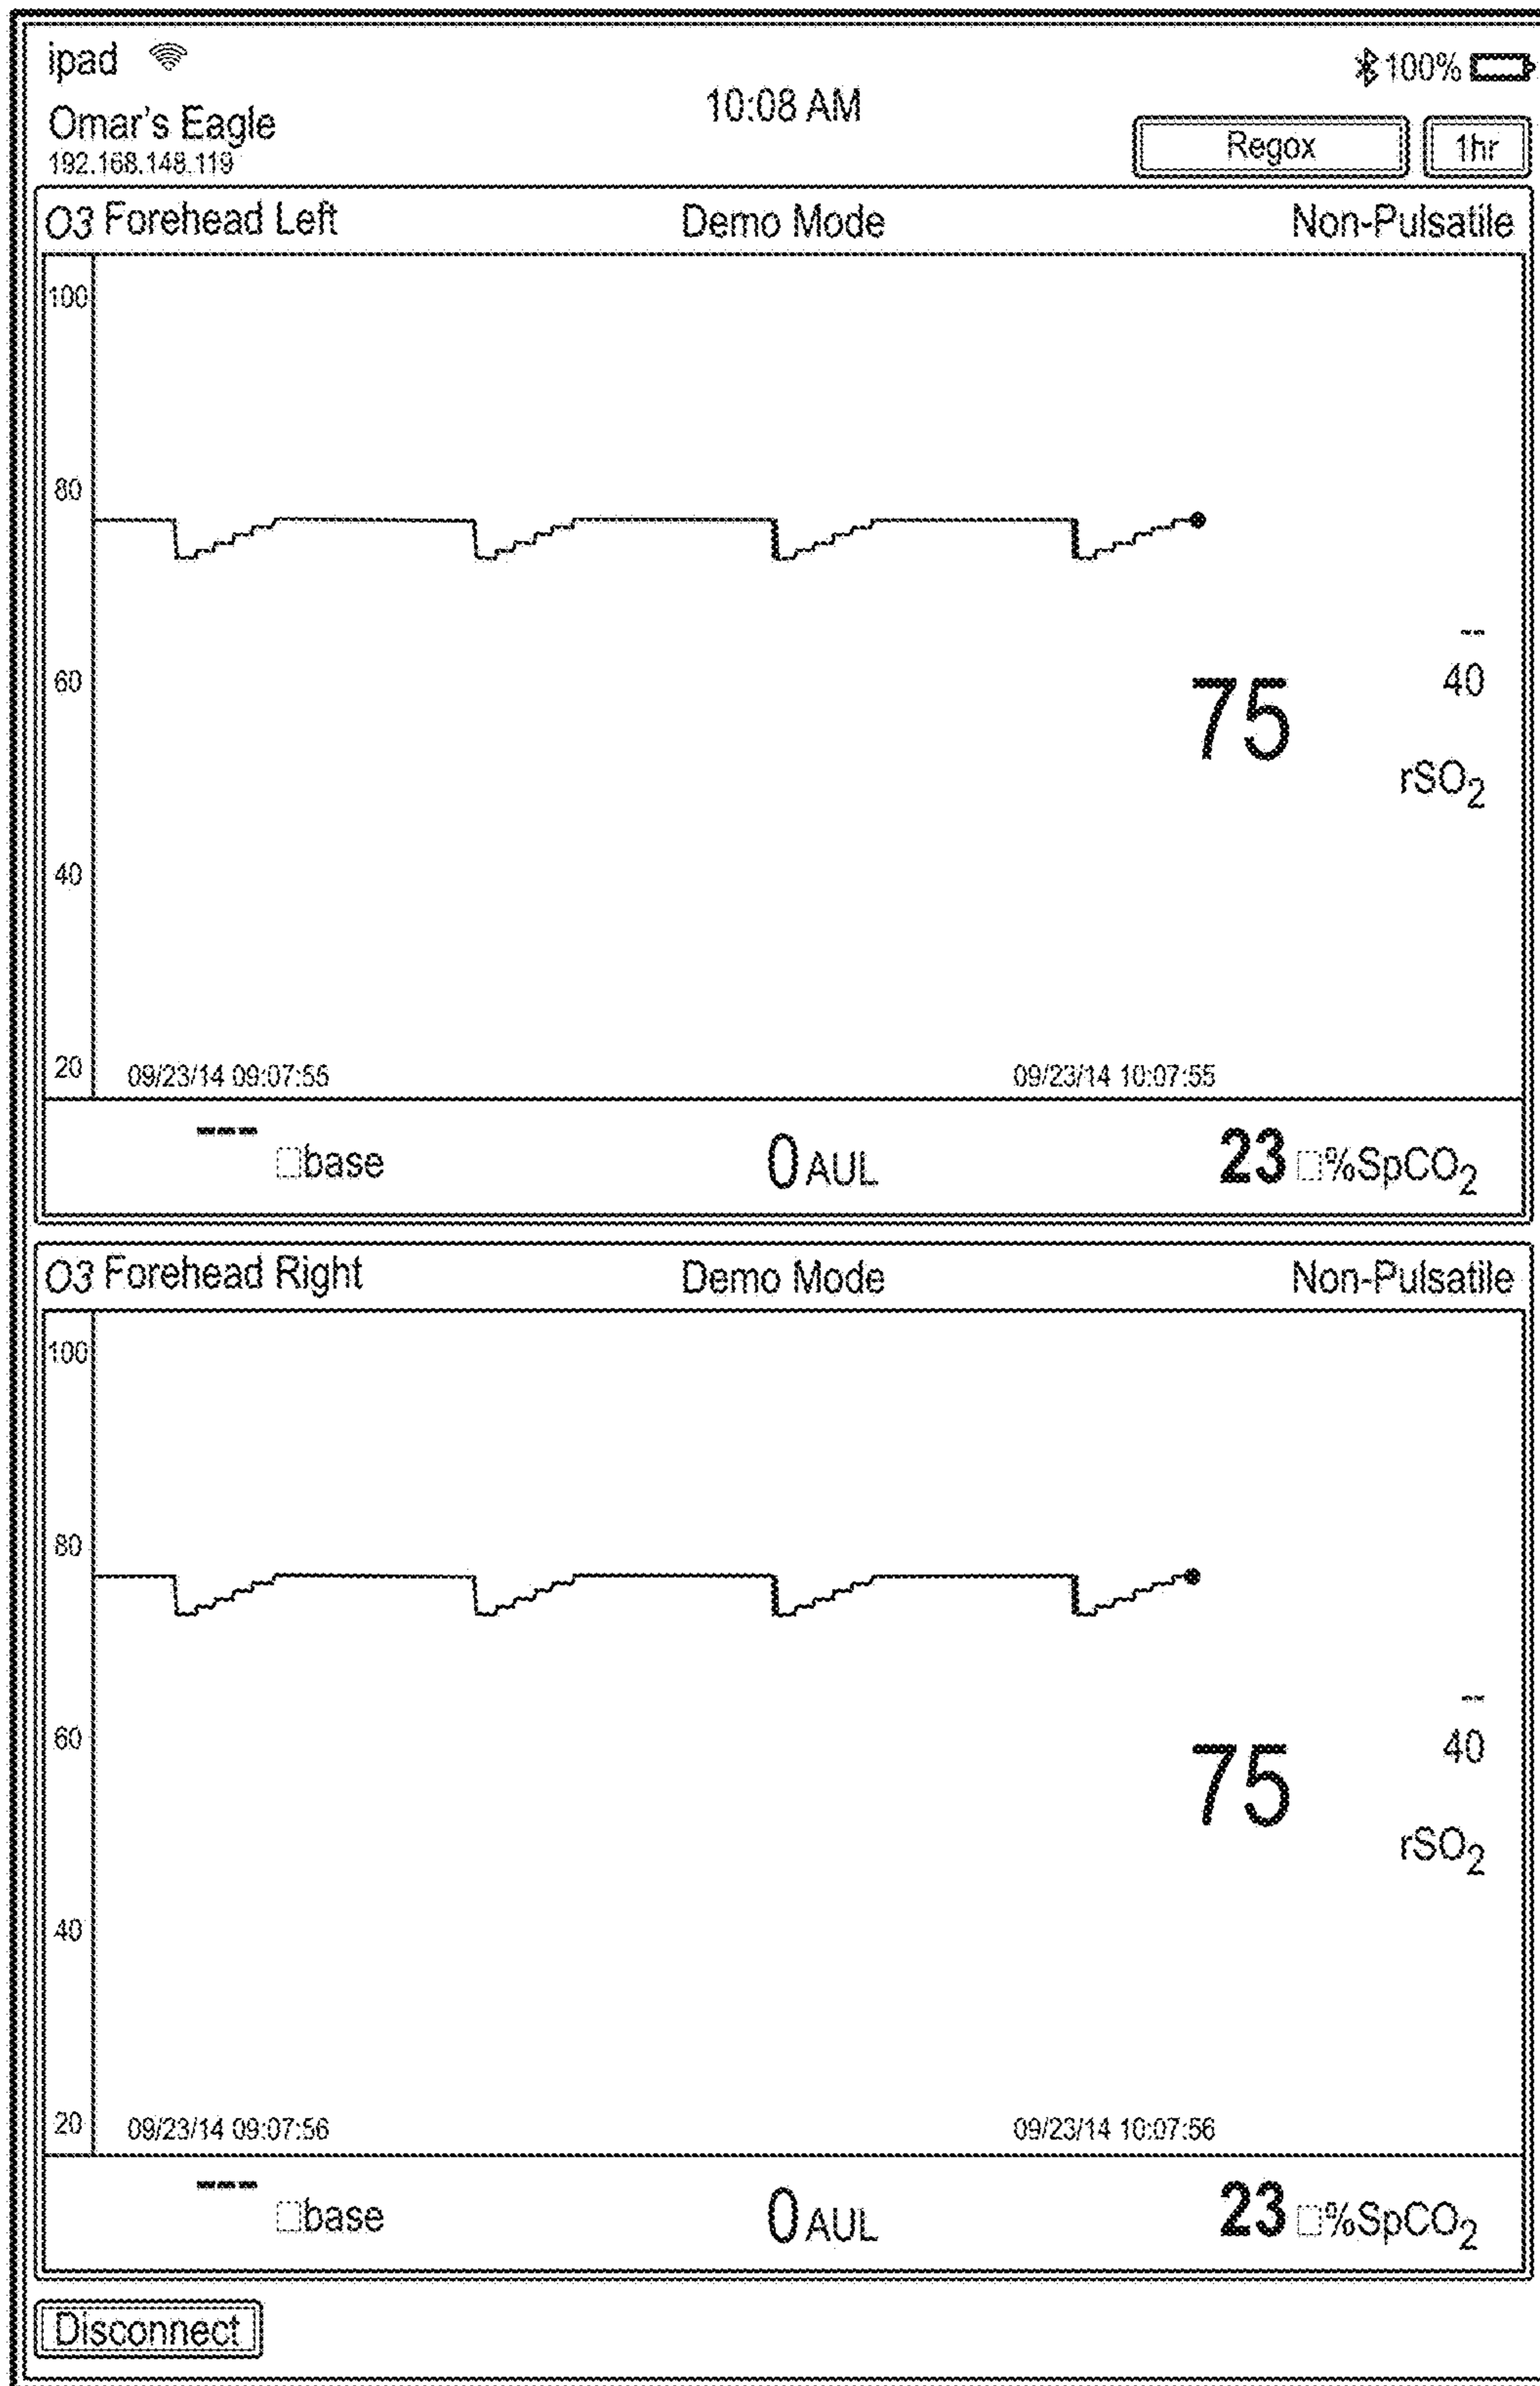 ipad 100%
10:08 AM
Omar's Eagle
192.168.148.119
Regox 1hr
O3 Forehead Left Demo Mode Non-Pulsatile
100
80
--
60 75 40
rSO₂
40
20 09/23/14 09:07:55 09/23/14 10:07:55
--- □base 0 AUL 23 □%SpCO₂
O3 Forehead Right Demo Mode Non-Pulsatile
100
80
--
60 75 40
rSO₂
40
20 09/23/14 09:07:56 09/23/14 10:07:56
--- □base 0 AUL 23 □%SpCO₂
Disconnect